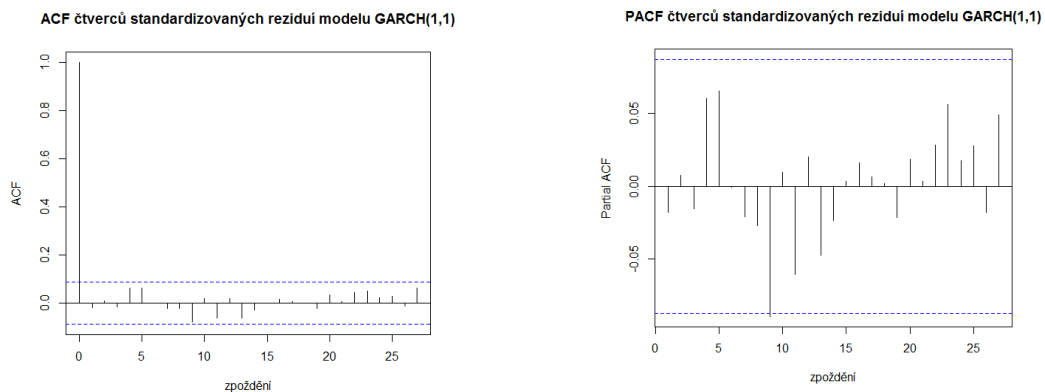 ACF čtverců standardizovaných reziduí modelu GARCH(1,1)
ACF
1.0
0.8
0.6
0.4
0.2
0.0
0 5 10 15 20 25
zpoždění
PACF čtverců standardizovaných reziduí modelu GARCH(1,1)
Partial ACF
0.05
0.00
-0.05
0 5 10 15 20 25
zpoždění